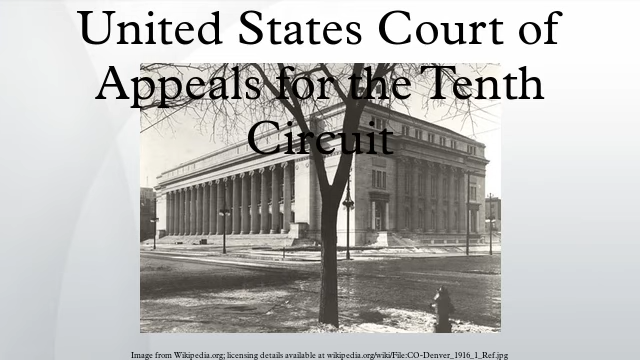 United States Court of
Appeals for the Tenth
Circuit
Image from Wikipedia.org; licensing details available at wikipedia.org/wiki/File:CO-Denver_1916_1_Ref.jpg